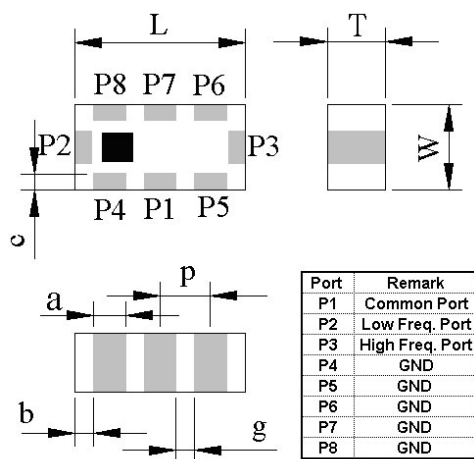 L
T
P8 P7 P6
P2 P3
W
P4 P1 P5
c
p
a
b
g
Port Remark
P1 Common Port
P2 Low Freq. Port
P3 High Freq. Port
P4 GND
P5 GND
P6 GND
P7 GND
P8 GND